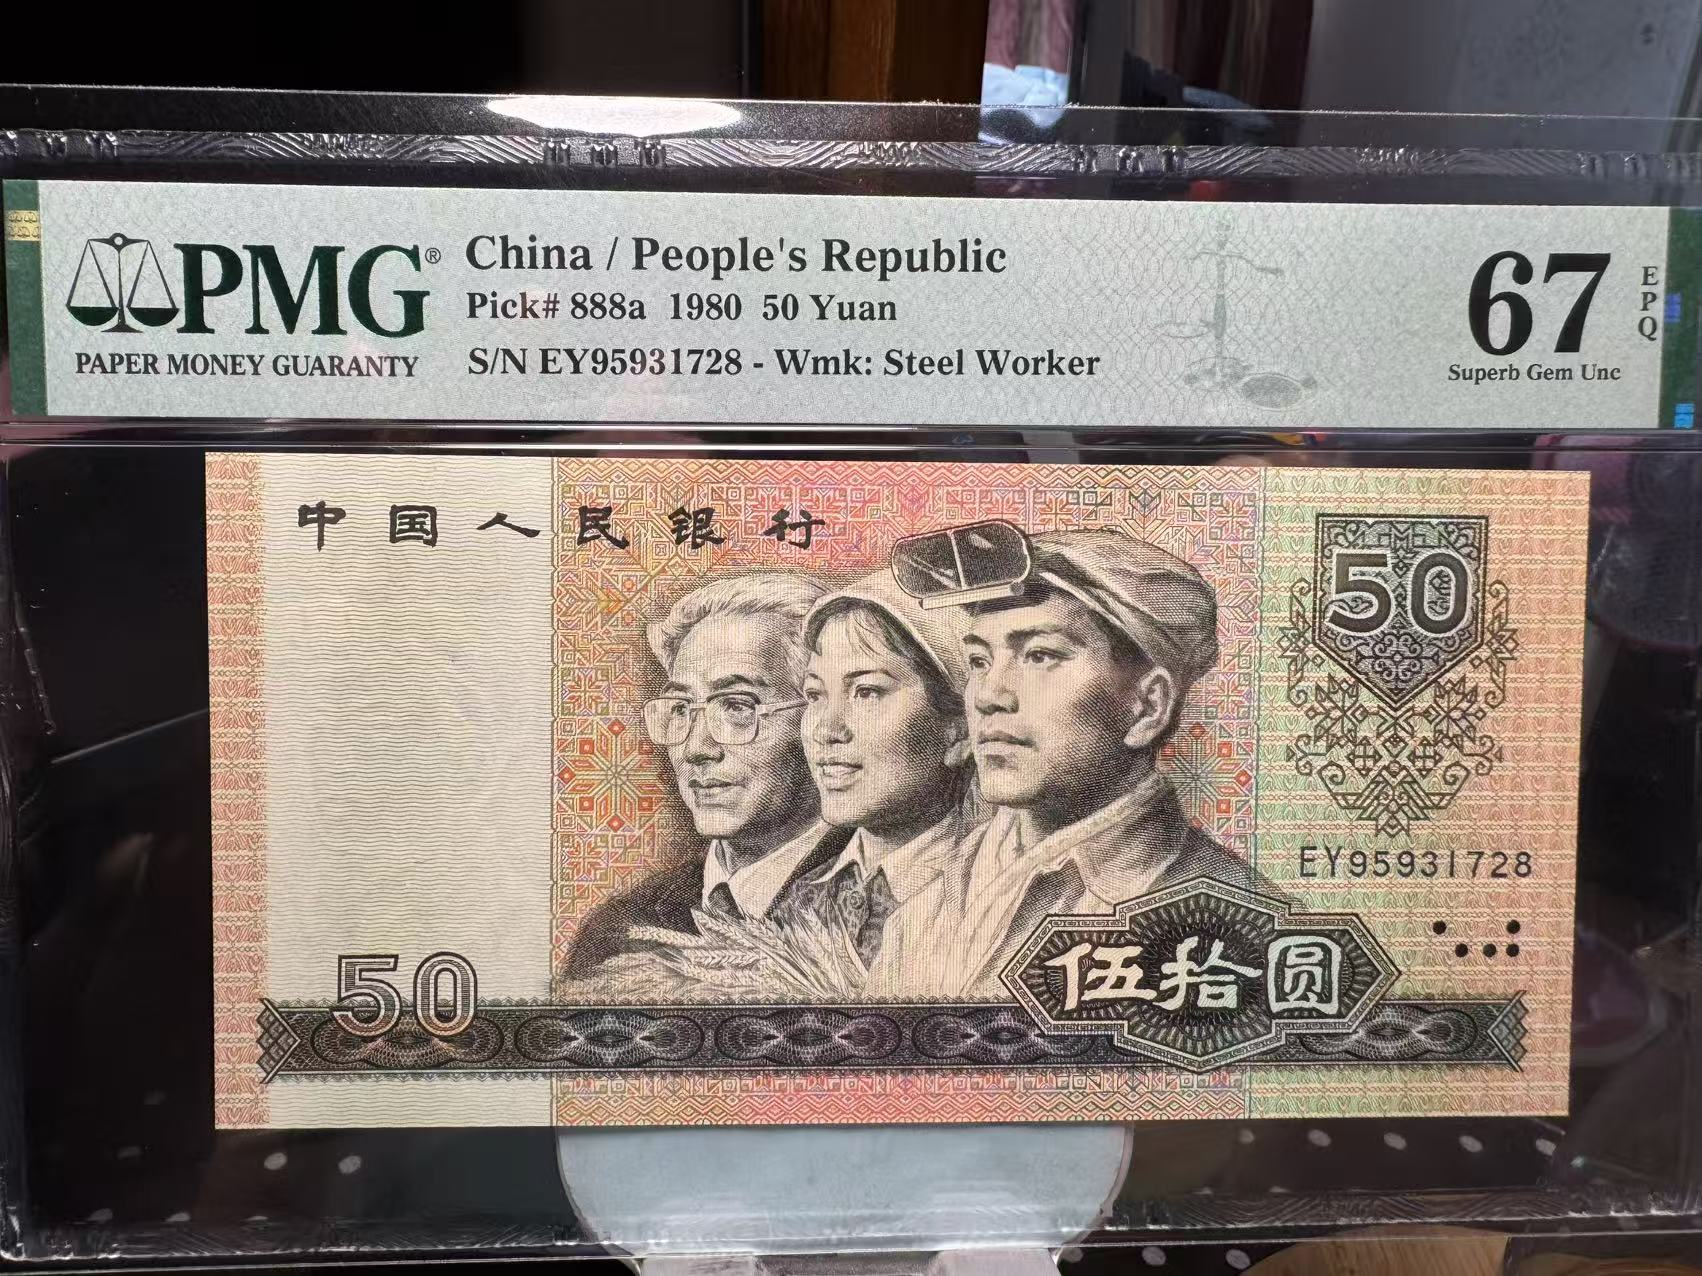 PMG®
PAPER MONEY GUARANTY
China / People's Republic
Pick# 888a 1980 50 Yuan
S/N EY95931728 - Wmk: Steel Worker
67
EPQ
Superb Gem Unc
中国人民银行
50
EY95931728
50
伍拾圆